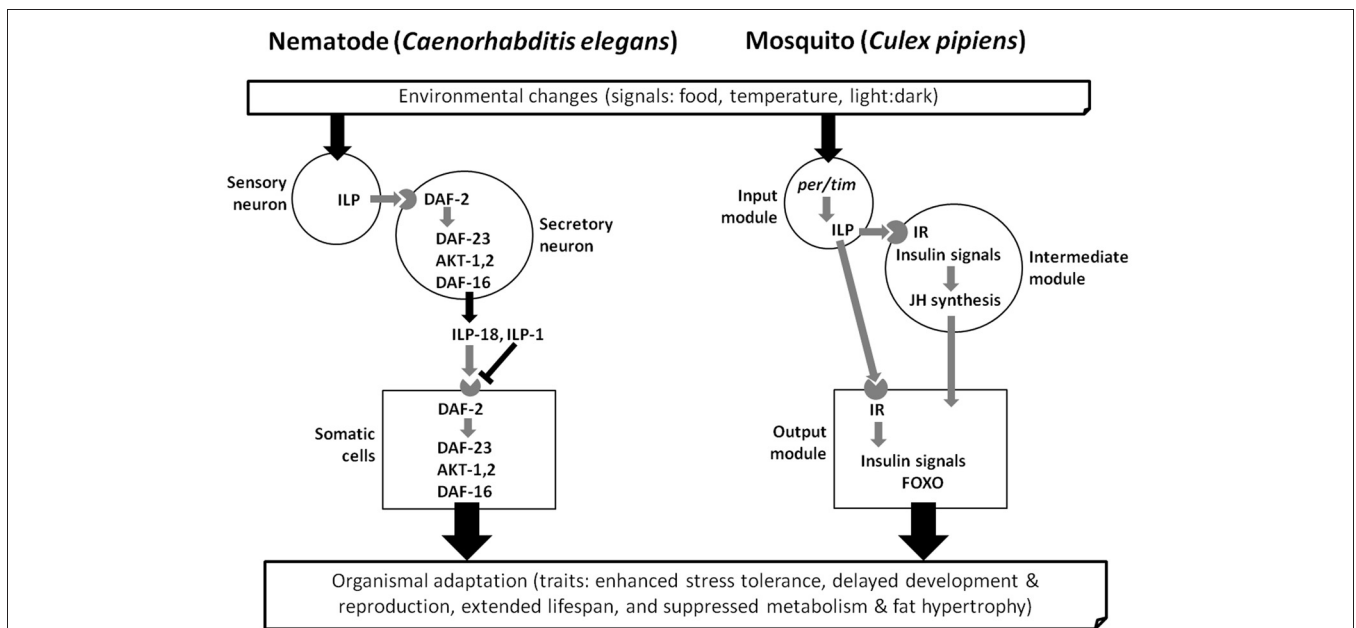 Nematode (Caenorhabditis elegans)
Mosquito (Culex pipiens)
Environmental changes (signals: food, temperature, light:dark)
Sensory
neuron
ILP
DAF-2
DAF-23
AKT-1,2
DAF-16
Secretory
neuron
ILP-18, ILP-1
Somatic
cells
DAF-2
DAF-23
AKT-1,2
DAF-16
Input
module
per/tim
ILP
IR
Insulin signals
JH synthesis
Intermediate
module
Output
module
IR
Insulin signals
FOXO
Organismal adaptation (traits: enhanced stress tolerance, delayed development &
reproduction, extended lifespan, and suppressed metabolism & fat hypertrophy)